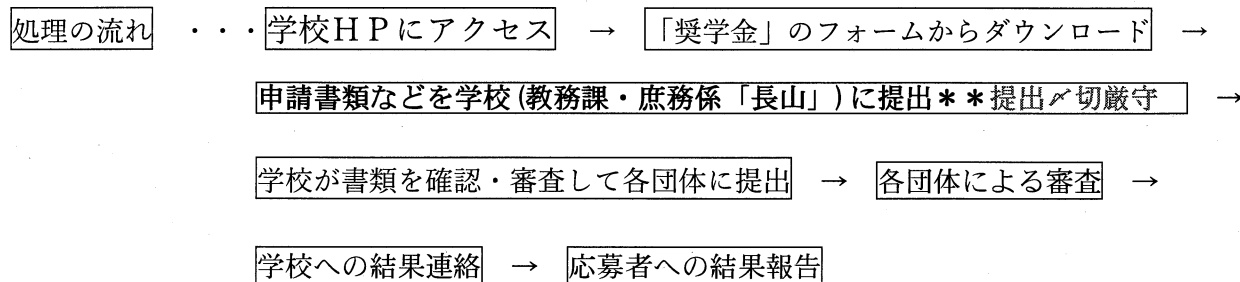 処理の流れ ・・・学校ＨＰにアクセス → 「奨学金」のフォームからダウンロード →
申請書類などを学校(教務課・庶務係「長山」)に提出＊＊提出〆切厳守 →
学校が書類を確認・審査して各団体に提出 → 各団体による審査 →
学校への結果連絡 → 応募者への結果報告